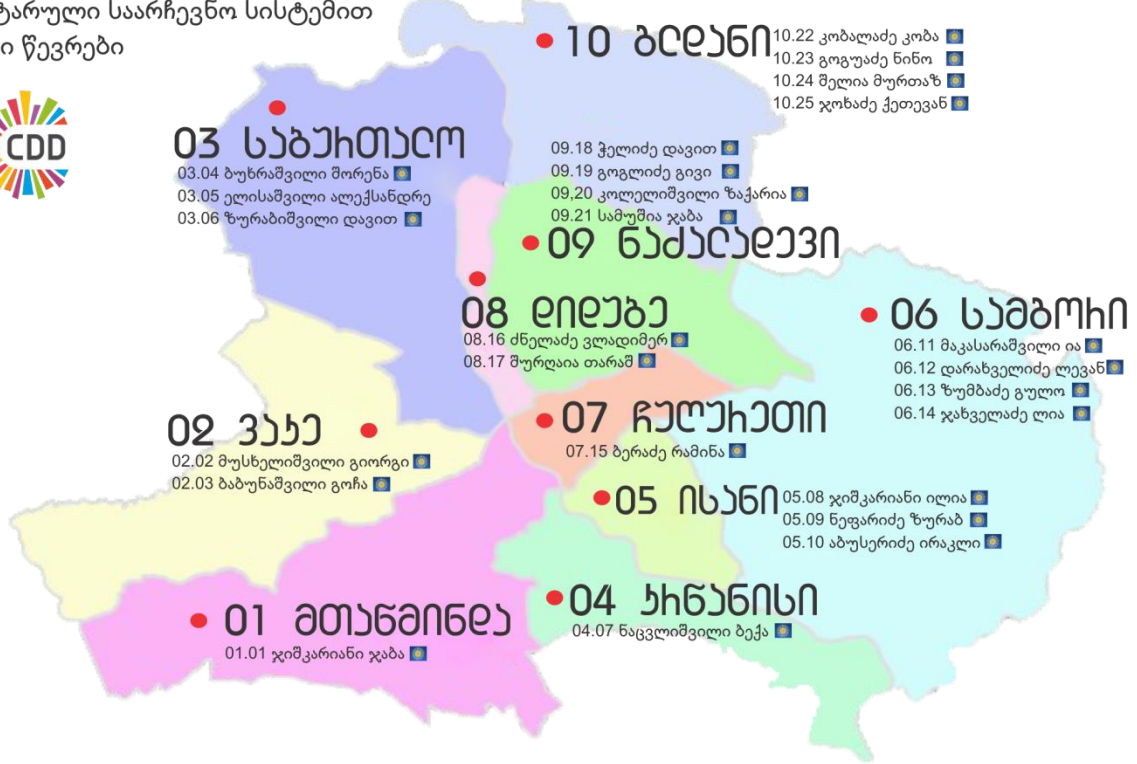 ტარული საარჩევნო სისტემით
ი წევრები
CDD
10 გლდანი
10.22 კობალაძე კობა
10.23 გოგუაძე ნინო
10.24 შელია მურთაზ
10.25 ჯოხაძე ქეთევან
03 საბურთალო
03.04 ბუხრაშვილი შორენა
03.05 ელისაშვილი ალექსანდრე
03.06 ზურაბიშვილი დავით
09.18 ჭელიძე დავით
09.19 გოგლიძე გივი
09,20 კოლელიშვილი ზაქარია
09.21 სამუშია ჯაბა
09 ნაძალადევი
08 დიდუბე
08.16 ძნელაძე ვლადიმერ
08.17 შურღაია თარაშ
06 სამგორი
06.11 მაკასარაშვილი ია
06.12 დარახველიძე ლევან
06.13 ზუმბაძე გულო
06.14 ჯახველაძე ლია
07 ჩუღურეთი
07.15 ბერაძე რამინა
02 ვაკე
02.02 მუსხელიშვილი გიორგი
02.03 ბაბუნაშვილი გოჩა
05 ისანი
05.08 ჯიშკარიანი ილია
05.09 ნეფარიძე ზურაბ
05.10 აბუსერიძე ირაკლი
04 კრწანისი
04.07 ნაცვლიშვილი ბექა
01 მთაწმინდა
01.01 ჯიშკარიანი ჯაბა